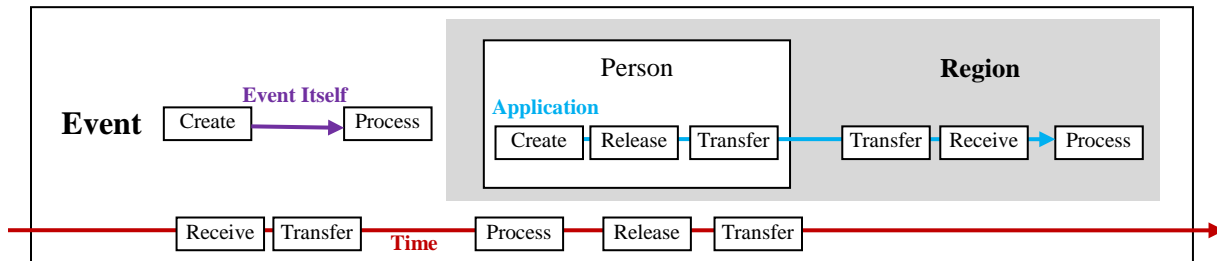 Person
Region
Event Itself
Application
Event
Create
Process
Create
Release
Transfer
Transfer
Receive
Process
Receive
Transfer
Time
Process
Release
Transfer